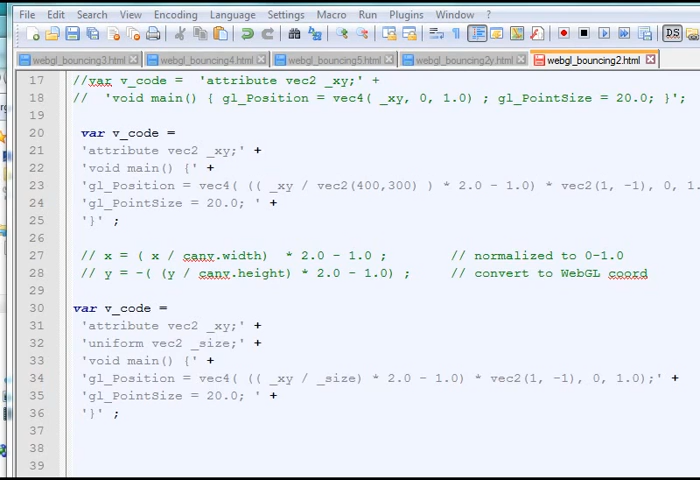 File Edit Search View Encoding Language Settings Macro Run Plugins Window ?
webgl_bouncing3.html webgl_bouncing4.html webgl_bouncing5.html webgl_bouncing2y.html webgl_bouncing2.html
17 //var v_code = 'attribute vec2 _xy;' +
18 // 'void main() { gl_Position = vec4( _xy, 0, 1.0) ; gl_PointSize = 20.0; }';
19
20 var v_code =
21 'attribute vec2 _xy;' +
22 'void main() {' +
23 'gl_Position = vec4( (( _xy / vec2(400,300) ) * 2.0 - 1.0) * vec2(1, -1), 0, 1.
24 'gl_PointSize = 20.0; ' +
25 '}' ;
26
27 // x = ( x / canv.width) * 2.0 - 1.0 ; // normalized to 0-1.0
28 // y = -( (y / canv.height) * 2.0 - 1.0) ; // convert to WebGL coord
29
30 var v_code =
31 'attribute vec2 _xy;' +
32 'uniform vec2 _size;' +
33 'void main() {' +
34 'gl_Position = vec4( (( _xy / _size) * 2.0 - 1.0) * vec2(1, -1), 0, 1.0);' +
35 'gl_PointSize = 20.0; ' +
36 '}' ;
37
38
39